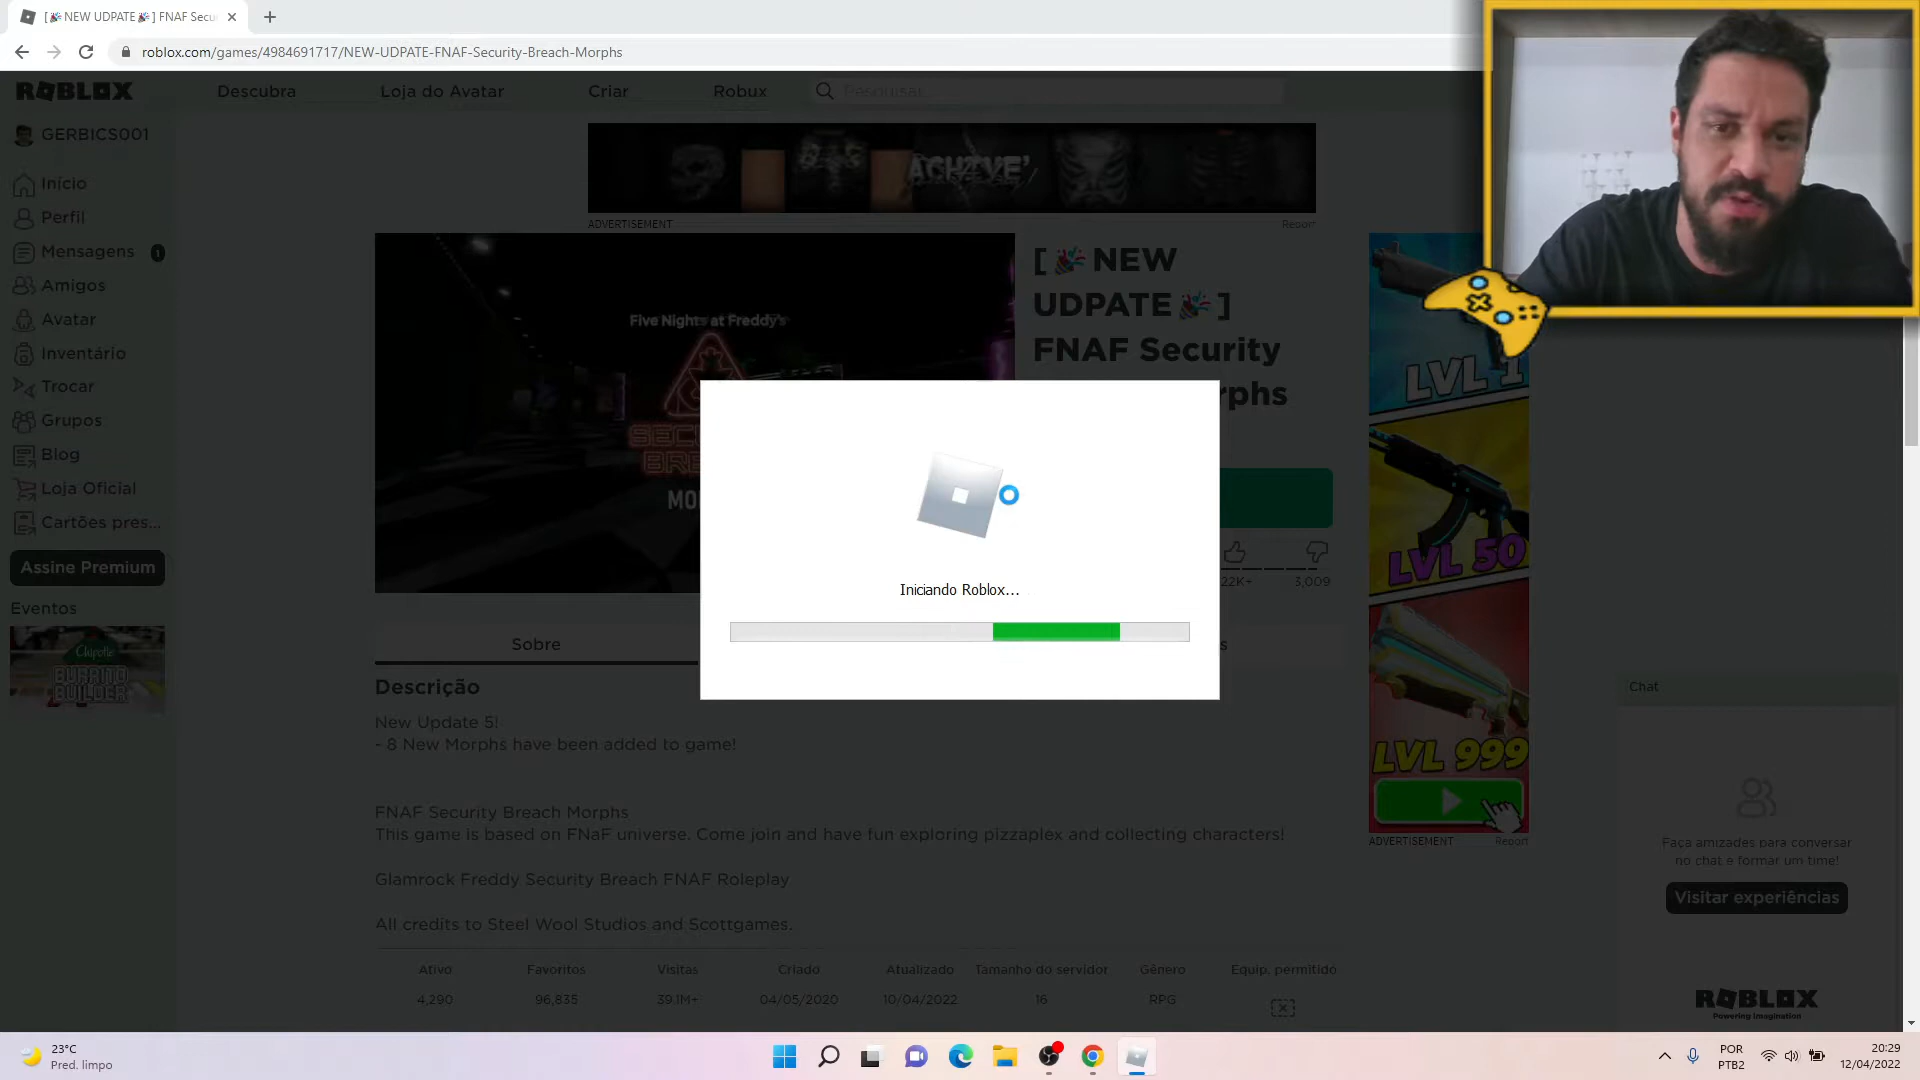 [🎉NEW UDPATE🎉] FNAF Secu
roblox.com/games/4984691717/NEW-UDPATE-FNAF-Security-Breach-Morphs
ROBLOX
Descubra
Loja do Avatar
Criar
Robux
Pesquisar
GERBICS001
Início
Perfil
Mensagens 1
Amigos
Avatar
Inventário
Trocar
Grupos
Blog
Loja Oficial
Cartões pres...
Assine Premium
Eventos
Chipotle
BURRITO
BUILDER
ADVERTISEMENT
Report
Five Nights at Freddy's
[🎉NEW
UDPATE🎉]
FNAF Security
rphs
22K+
3,009
Iniciando Roblox...
Sobre
Descrição
New Update 5!
- 8 New Morphs have been added to game!
FNAF Security Breach Morphs
This game is based on FNaF universe. Come join and have fun exploring pizzaplex and collecting characters!
Glamrock Freddy Security Breach FNAF Roleplay
All credits to Steel Wool Studios and Scottgames.
Ativo Favoritos Visitas Criado Atualizado Tamanho do servidor Gênero Equip. permitido
4,290 96,835 39.1M+ 04/05/2020 10/04/2022 16 RPG
LVL 1
LVL 50
LVL 999
ADVERTISEMENT
Report
Chat
Faça amizades para conversar
no chat e formar um time!
Visitar experiências
ROBLOX
Powering Imagination
23°C
Pred. limpo
POR
PTB2
20:29
12/04/2022